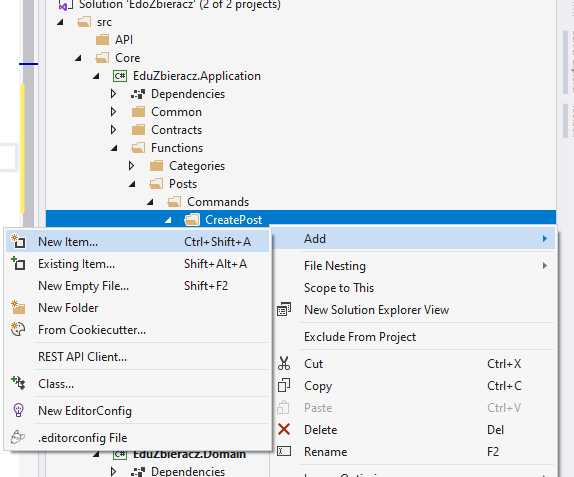 Solution 'EdoZbieracz' (2 of 2 projects)
src
API
Core
C# EduZbieracz.Application
Dependencies
Common
Contracts
Functions
Categories
Posts
Commands
CreatePost
New Item... Ctrl+Shift+A
Existing Item... Shift+Alt+A
New Empty File... Shift+F2
New Folder
From Cookiecutter...
REST API Client...
Class...
New EditorConfig
.editorconfig File
Add
File Nesting
Scope to This
New Solution Explorer View
Exclude From Project
Cut Ctrl+X
Copy Ctrl+C
Paste Ctrl+V
Delete Del
Rename F2
C# EduZbieracz.Domain
Dependencies